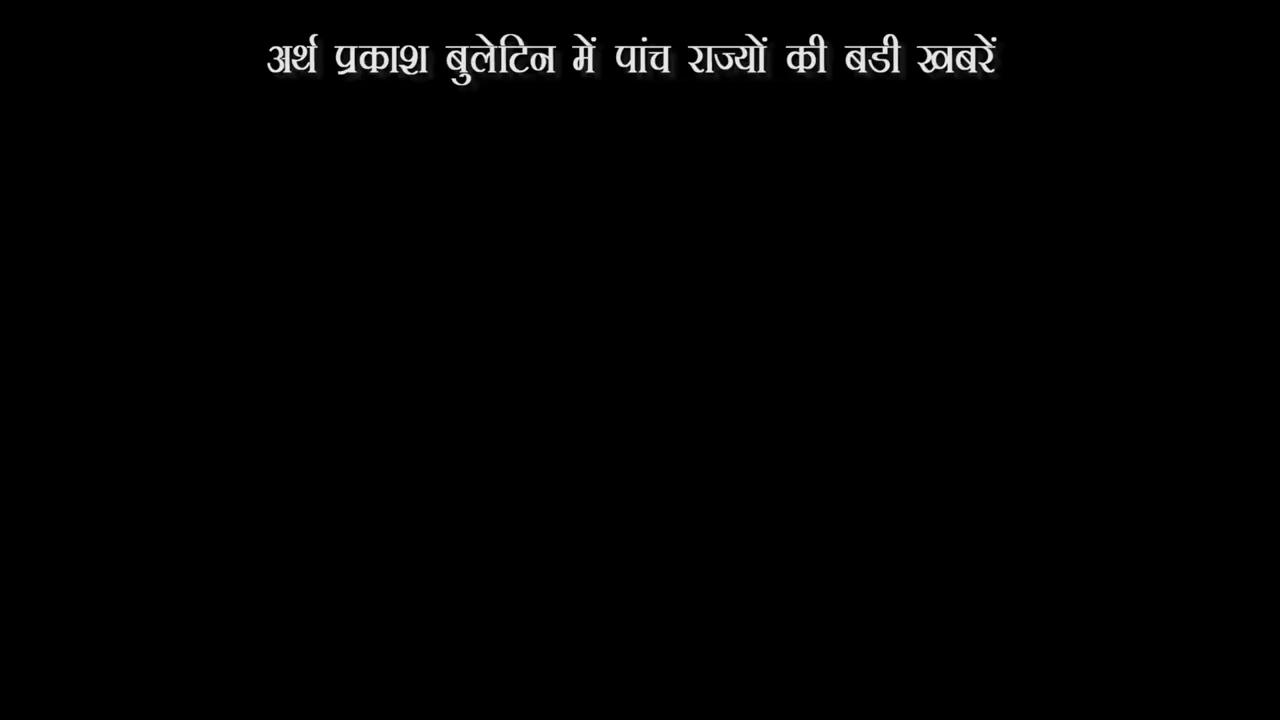 अर्थ प्रकाश बुलेटिन में पांच राज्यों की बडी खबरें